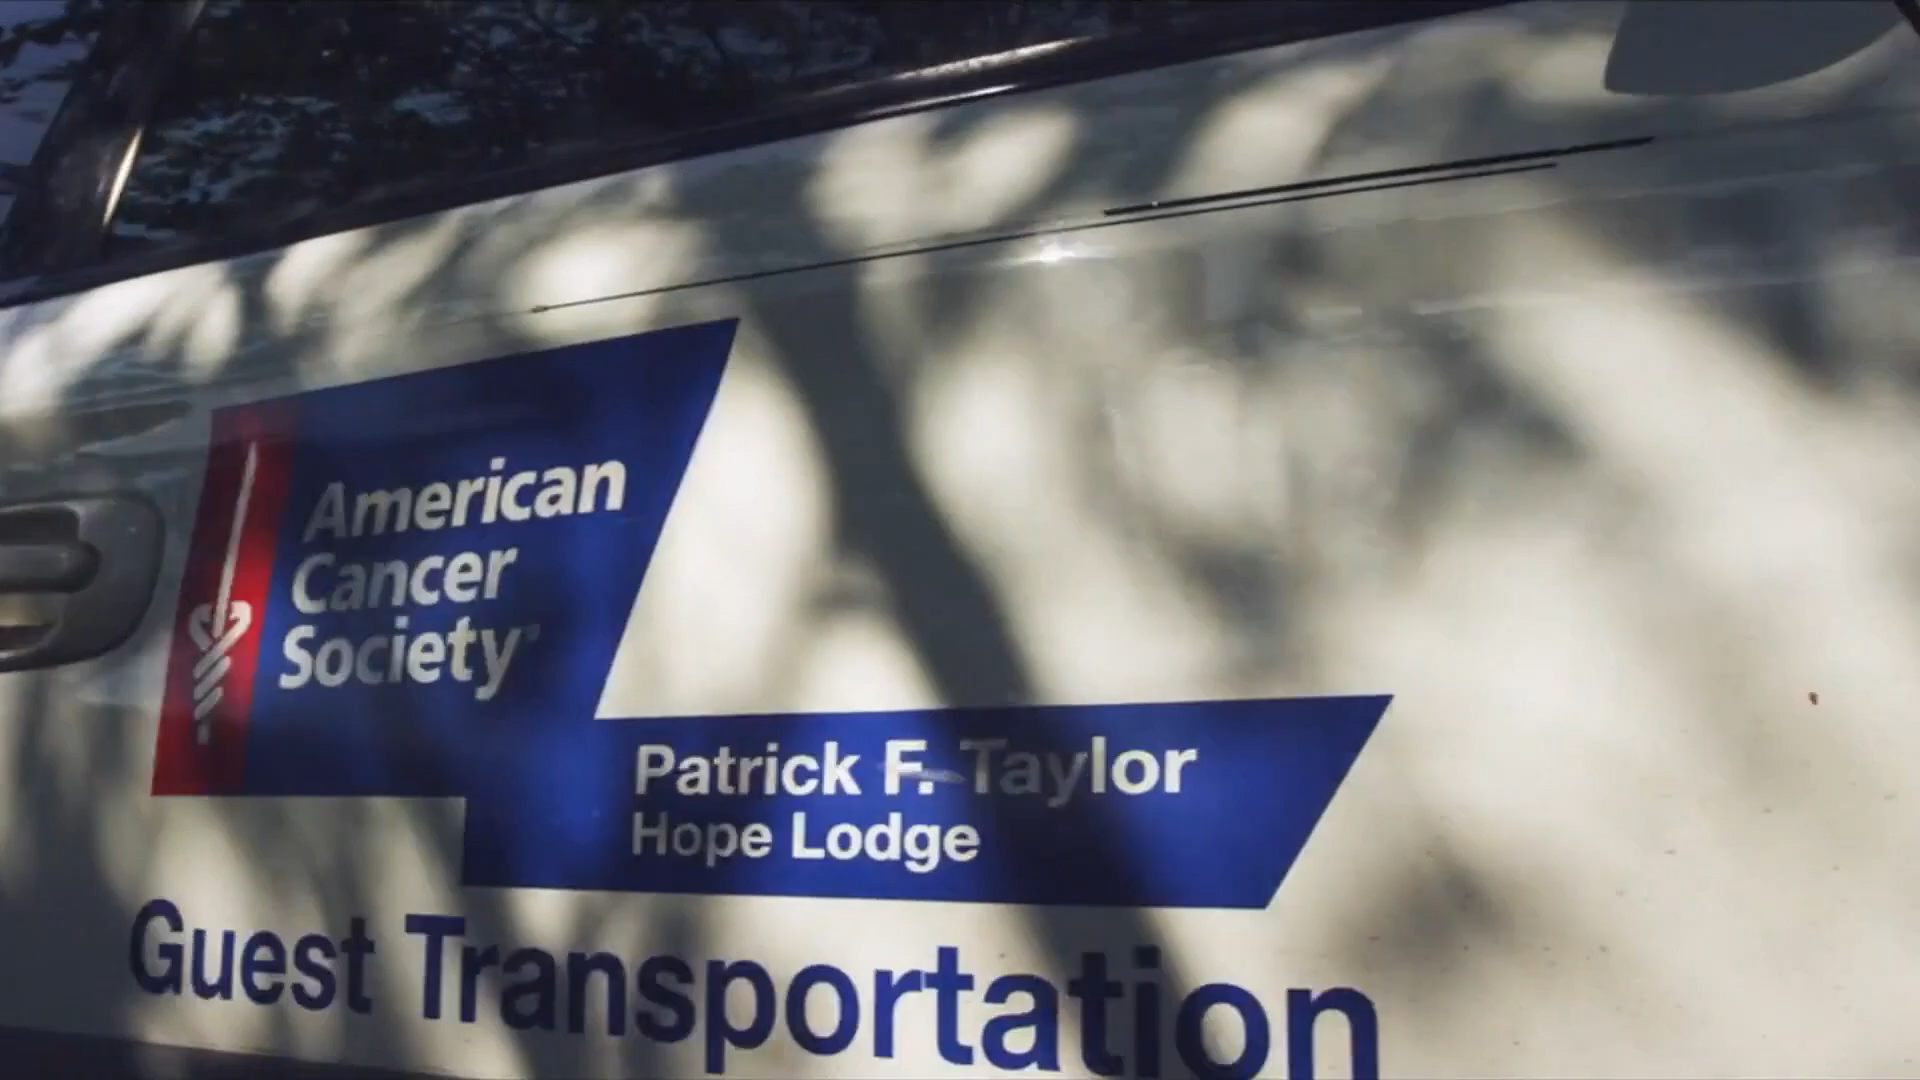 American
Cancer
Society
Patrick F. Taylor
Hope Lodge
Guest Transportation